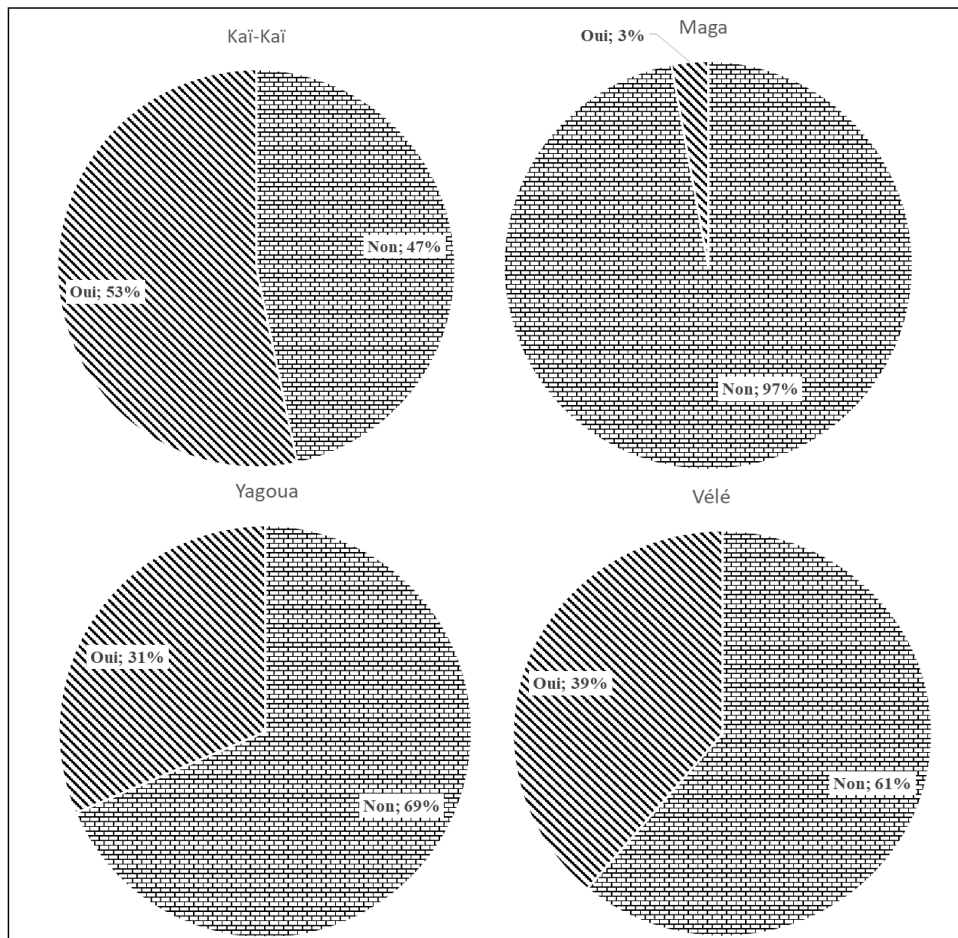 Kaï-Kaï
Non; 47%
Oui; 53%
Maga
Oui; 3%
Non; 97%
Yagoua
Oui; 31%
Non; 69%
Vélé
Oui; 39%
Non; 61%